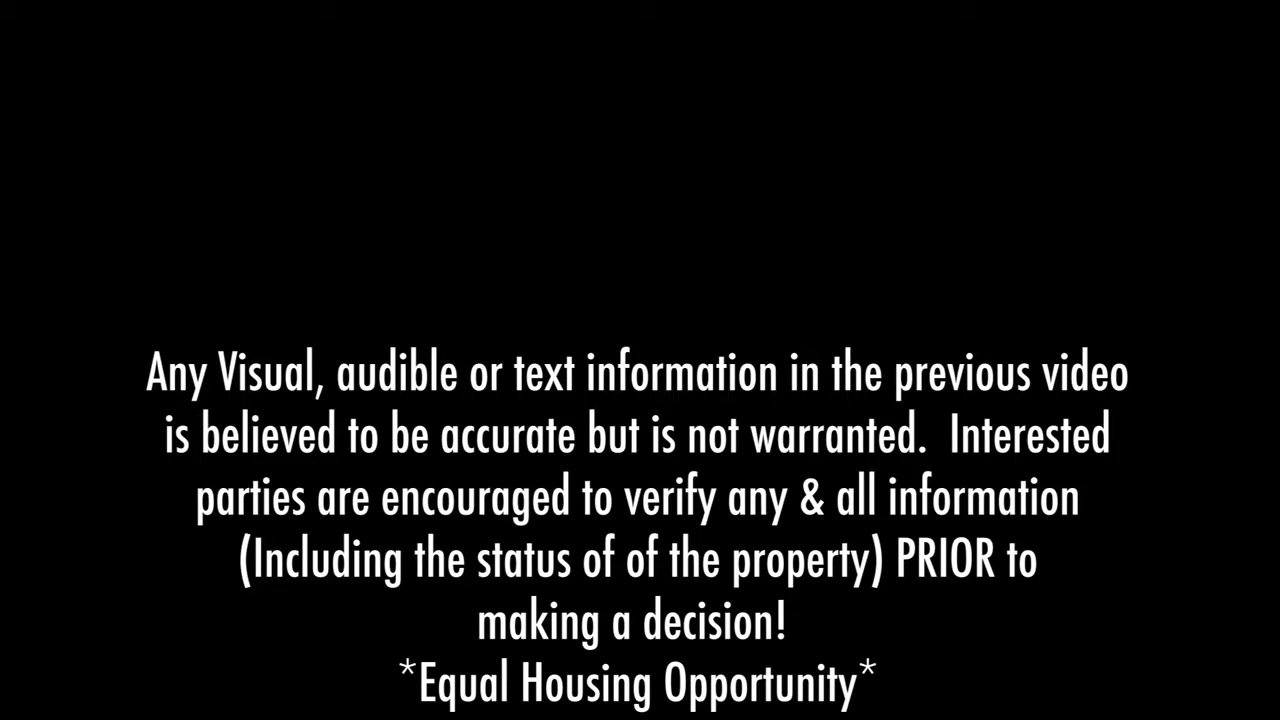 Any Visual, audible or text information in the previous video
is believed to be accurate but is not warranted.  Interested
parties are encouraged to verify any & all information
(Including the status of of the property) PRIOR to
making a decision!
*Equal Housing Opportunity*